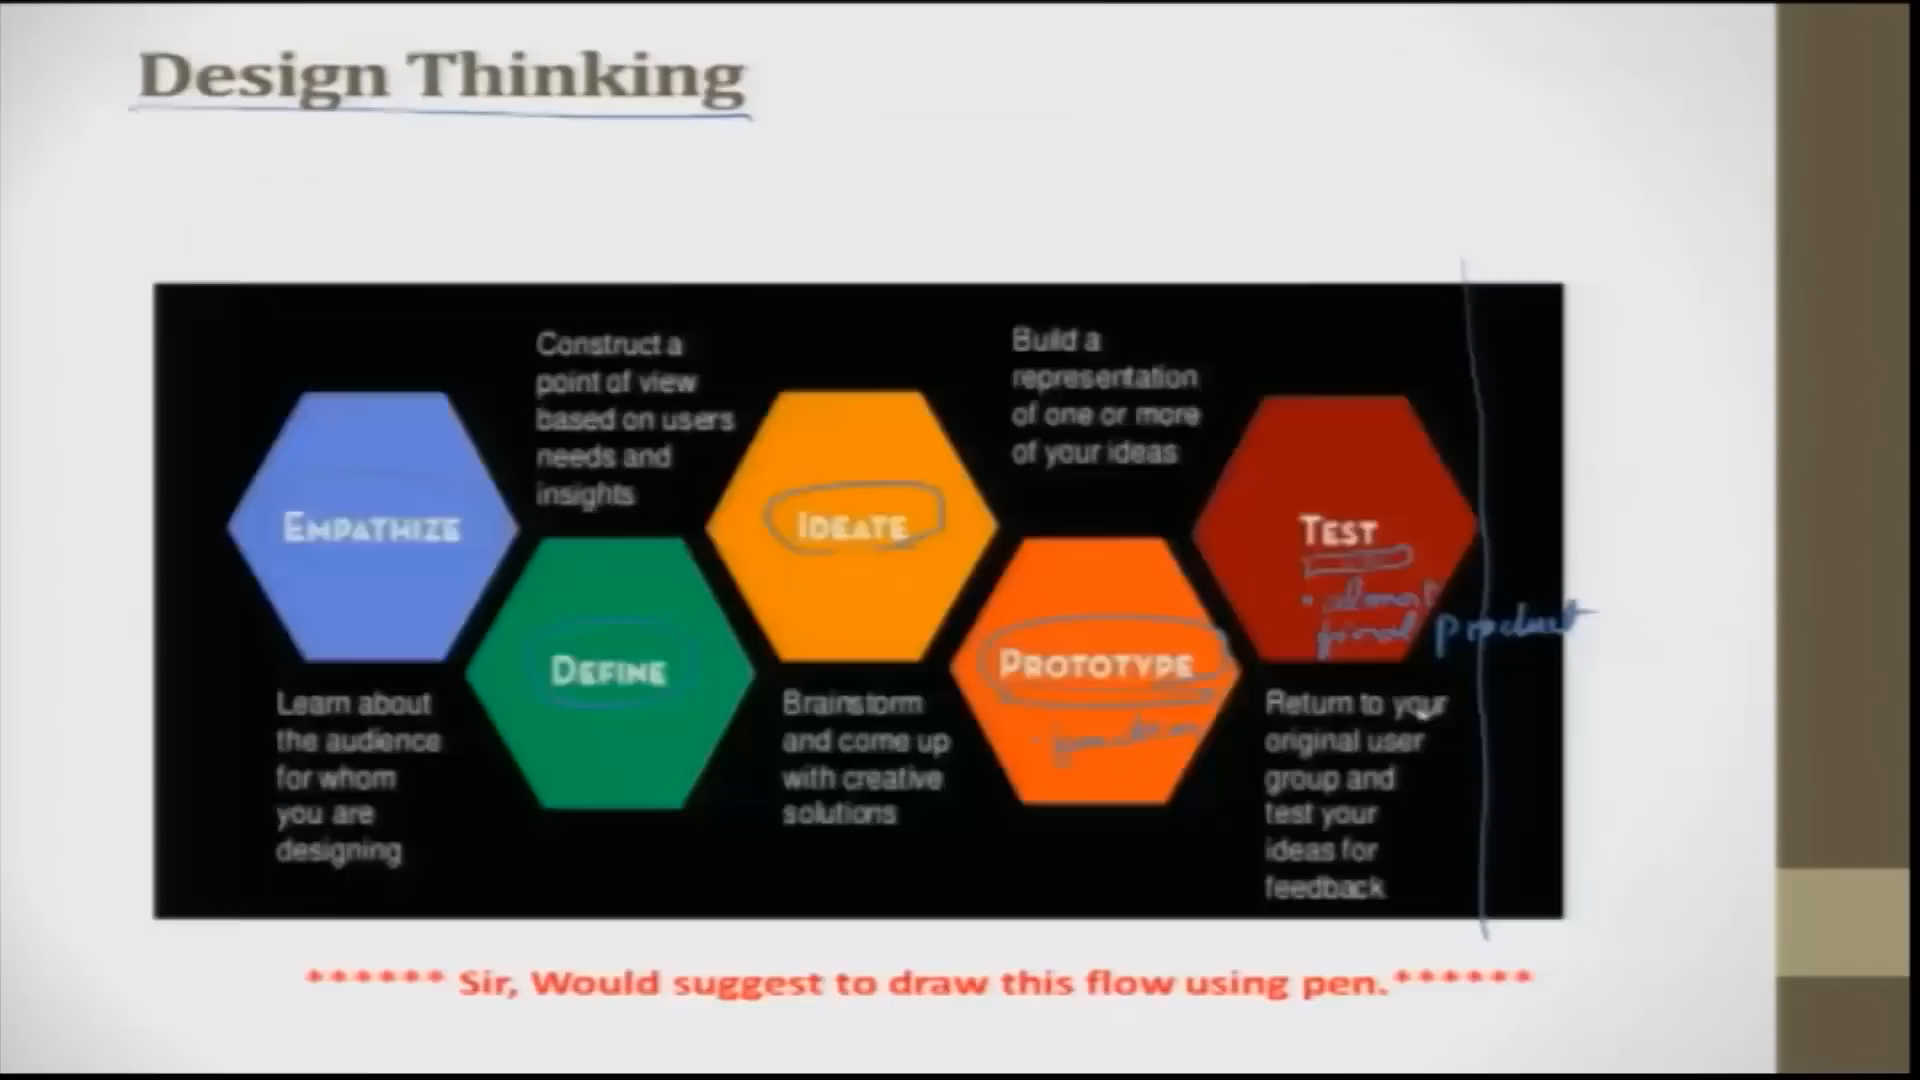 Design Thinking
EMPATHIZE
Learn about
the audience
for whom
you are
designing
Construct a
point of view
based on users
needs and
insights
DEFINE
IDEATE
Brainstorm
and come up
with creative
solutions
Build a
representation
of one or more
of your ideas
PROTOTYPE
TEST
• almost
final product
Return to your
original user
group and
test your
ideas for
feedback
****** Sir, Would suggest to draw this flow using pen.******